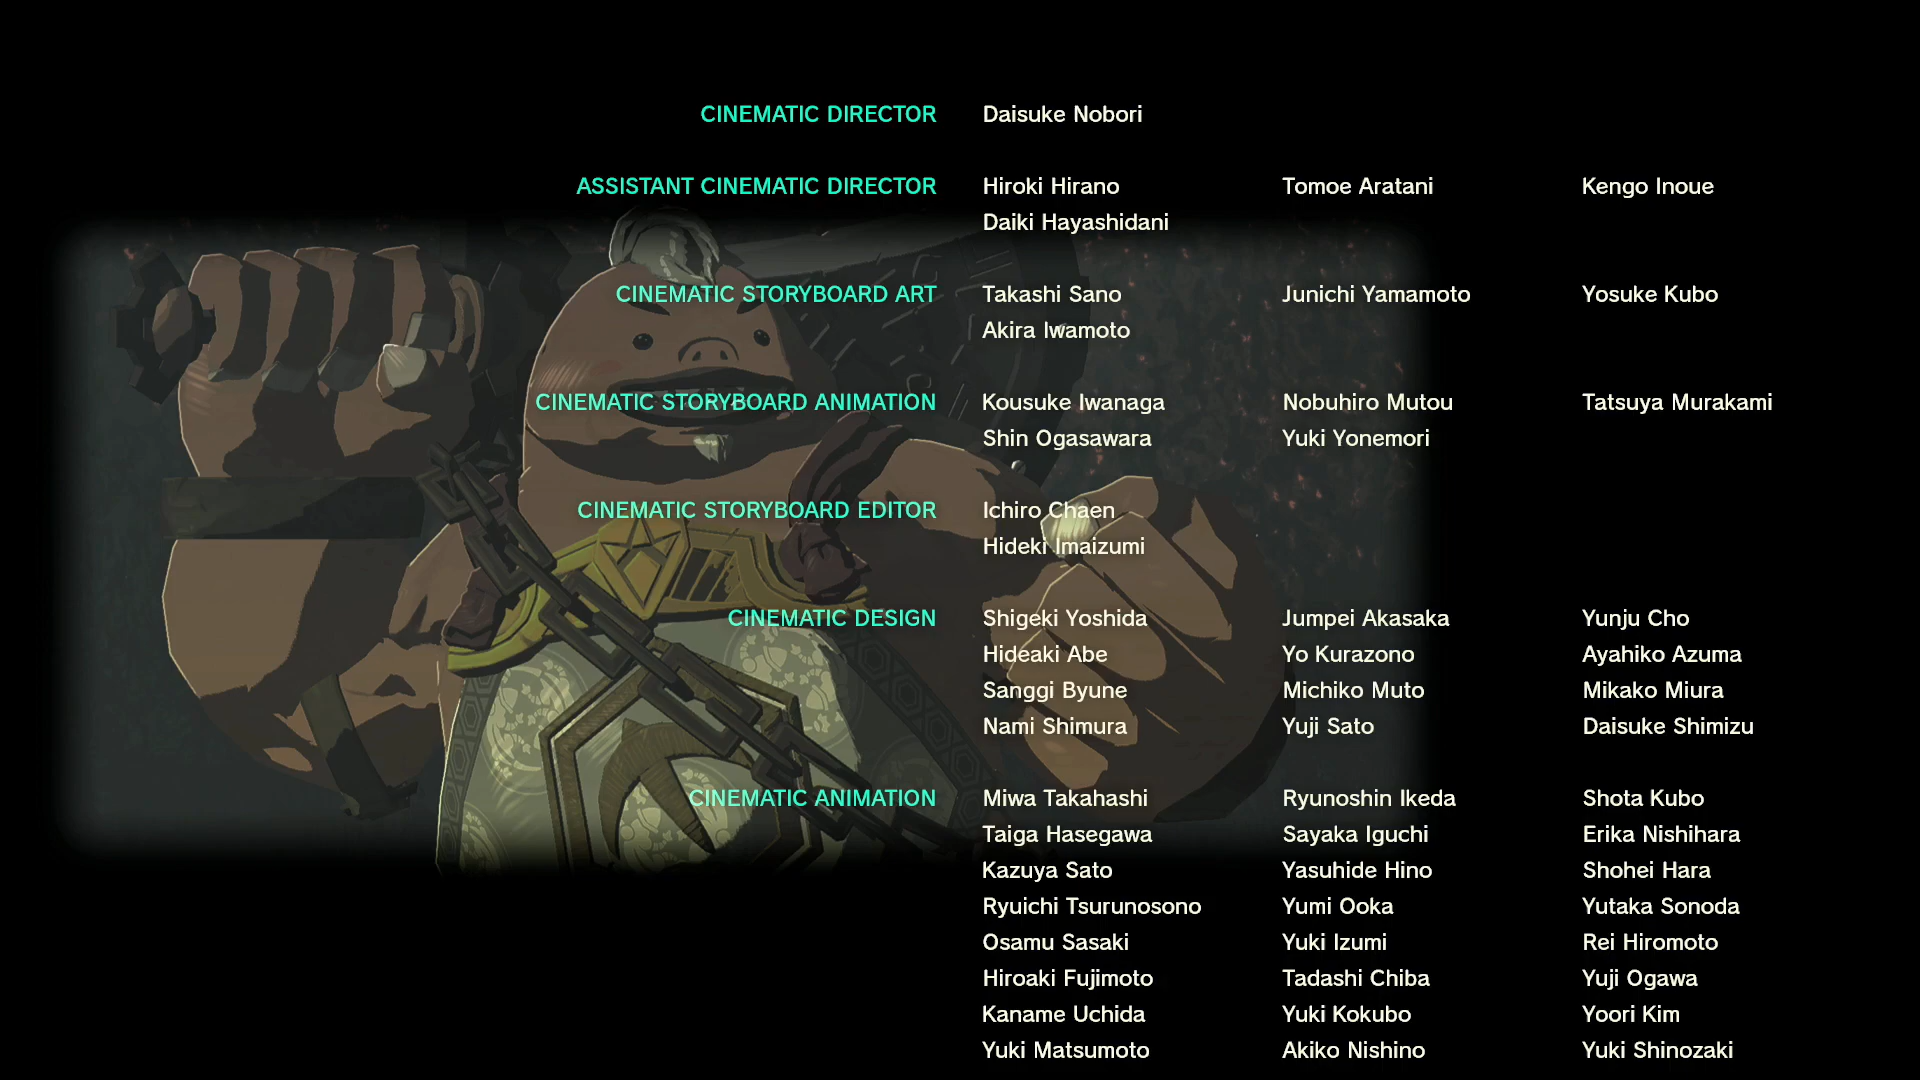 CINEMATIC DIRECTOR Daisuke Nobori
ASSISTANT CINEMATIC DIRECTOR Hiroki Hirano Tomoe Aratani Kengo Inoue
Daiki Hayashidani
CINEMATIC STORYBOARD ART Takashi Sano Junichi Yamamoto Yosuke Kubo
Akira Iwamoto
CINEMATIC STORYBOARD ANIMATION Kousuke Iwanaga Nobuhiro Mutou Tatsuya Murakami
Shin Ogasawara Yuki Yonemori
CINEMATIC STORYBOARD EDITOR Ichiro Chaen
Hideki Imaizumi
CINEMATIC DESIGN Shigeki Yoshida Jumpei Akasaka Yunju Cho
Hideaki Abe Yo Kurazono Ayahiko Azuma
Sanggi Byune Michiko Muto Mikako Miura
Nami Shimura Yuji Sato Daisuke Shimizu
CINEMATIC ANIMATION Miwa Takahashi Ryunoshin Ikeda Shota Kubo
Taiga Hasegawa Sayaka Iguchi Erika Nishihara
Kazuya Sato Yasuhide Hino Shohei Hara
Ryuichi Tsurunosono Yumi Ooka Yutaka Sonoda
Osamu Sasaki Yuki Izumi Rei Hiromoto
Hiroaki Fujimoto Tadashi Chiba Yuji Ogawa
Kaname Uchida Yuki Kokubo Yoori Kim
Yuki Matsumoto Akiko Nishino Yuki Shinozaki